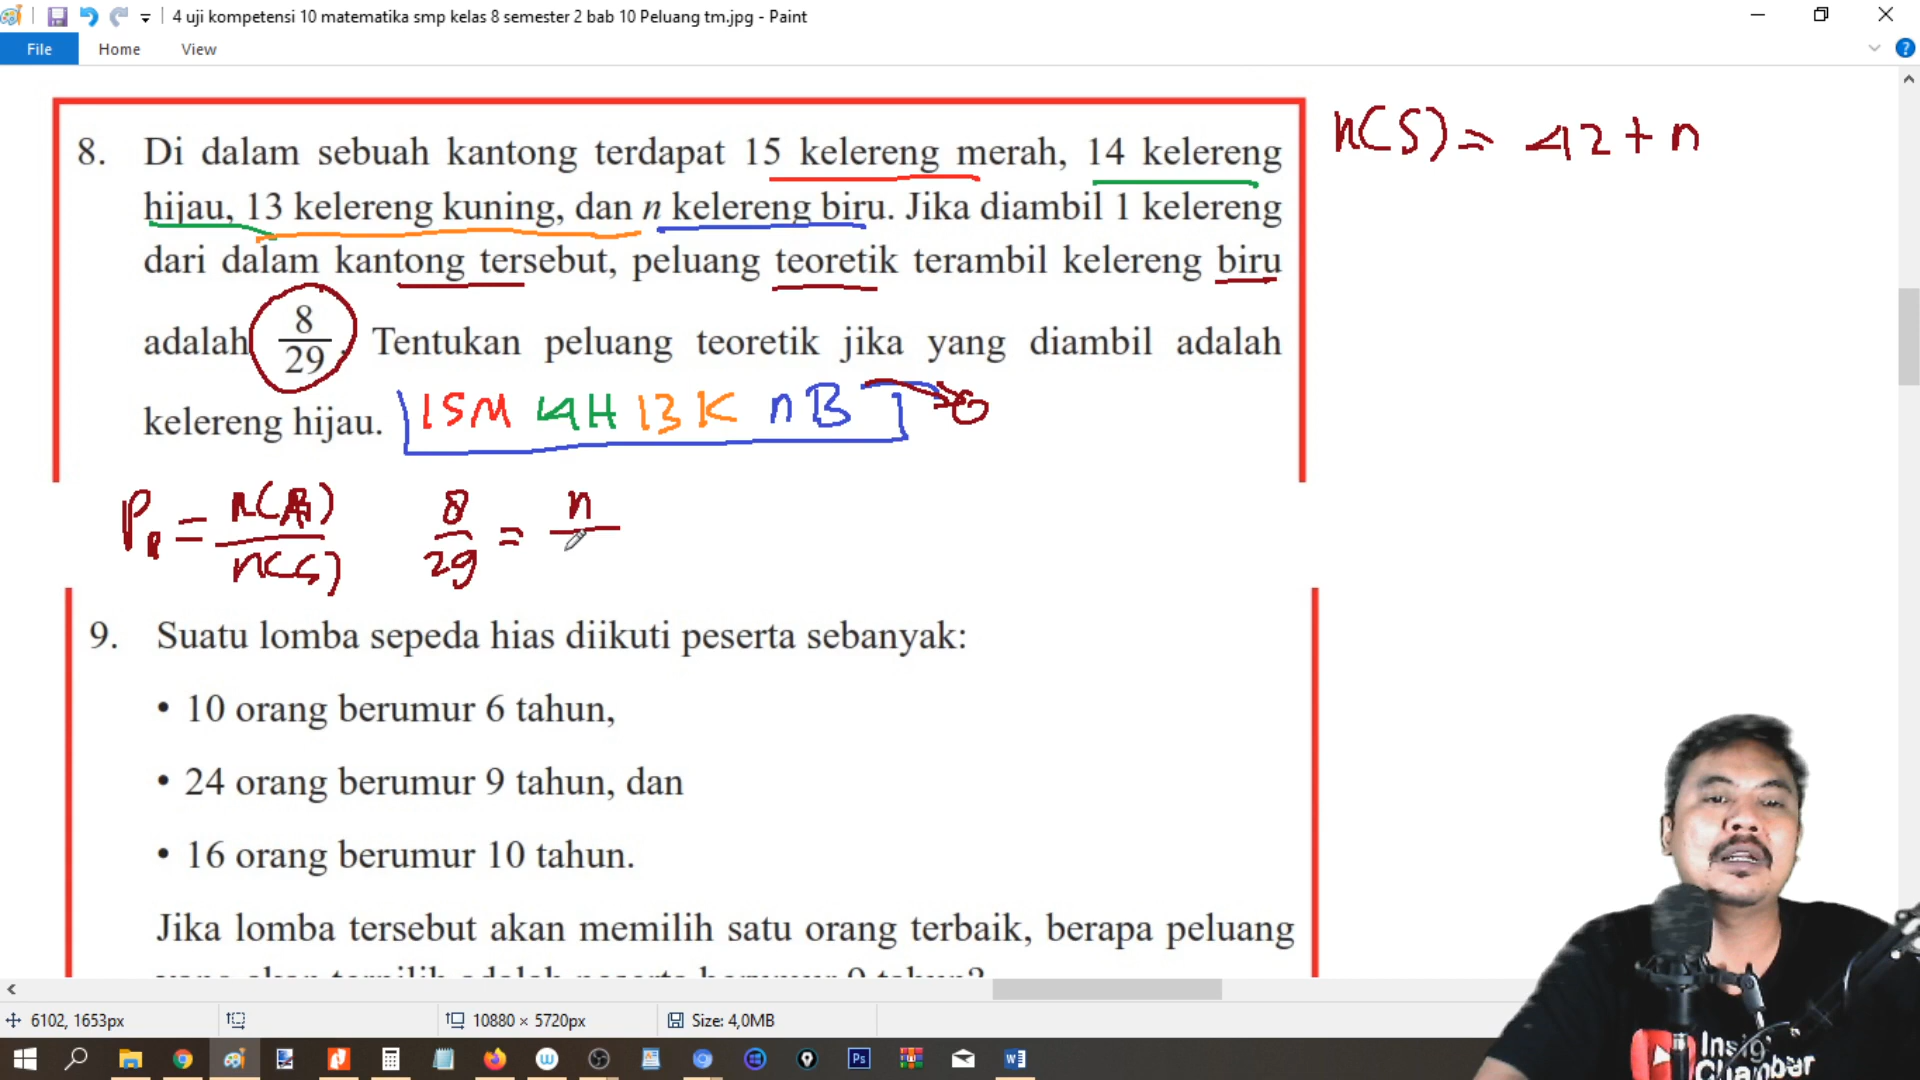 4 uji kompetensi 10 matematika smp kelas 8 semester 2 bab 10 Peluang tm.jpg - Paint
File Home View
8. Di dalam sebuah kantong terdapat 15 kelereng merah, 14 kelereng
hijau, 13 kelereng kuning, dan n kelereng biru. Jika diambil 1 kelereng
dari dalam kantong tersebut, peluang teoretik terambil kelereng biru
adalah 8/29. Tentukan peluang teoretik jika yang diambil adalah
kelereng hijau.
n(S) = 42 + n
15M 14H 13K nB
8/29 = n
9. Suatu lomba sepeda hias diikuti peserta sebanyak:
• 10 orang berumur 6 tahun,
• 24 orang berumur 9 tahun, dan
• 16 orang berumur 10 tahun.
Jika lomba tersebut akan memilih satu orang terbaik, berapa peluang
6102, 1653px
10880 × 5720px
Size: 4,0MB
Ps